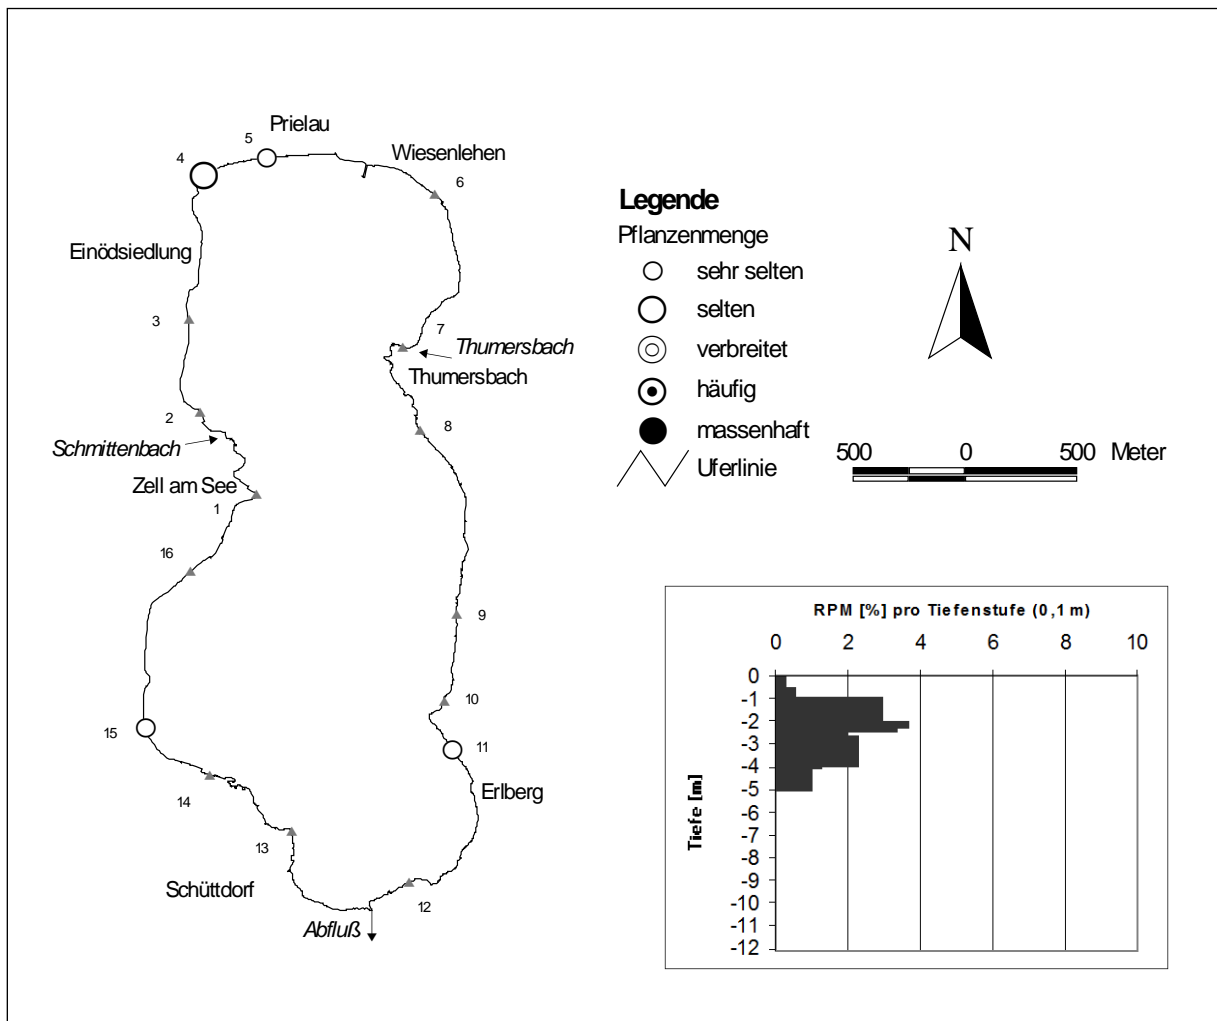 Prielau
5
4
Wiesenlehen
6
Einödsiedlung
3
7
Thumersbach
Thumersbach
2
8
Schmittenbach
Zell am See
1
16
9
10
15
11
Erlberg
14
13
Schüttdorf
12
Abfluß
Legende
Pflanzenmenge
sehr selten
selten
verbreitet
häufig
massenhaft
Uferlinie
N
500 0 500 Meter
RPM [%] pro Tiefenstufe (0,1 m)
0 2 4 6 8 10
Tiefe [m]
0
-1
-2
-3
-4
-5
-6
-7
-8
-9
-10
-11
-12